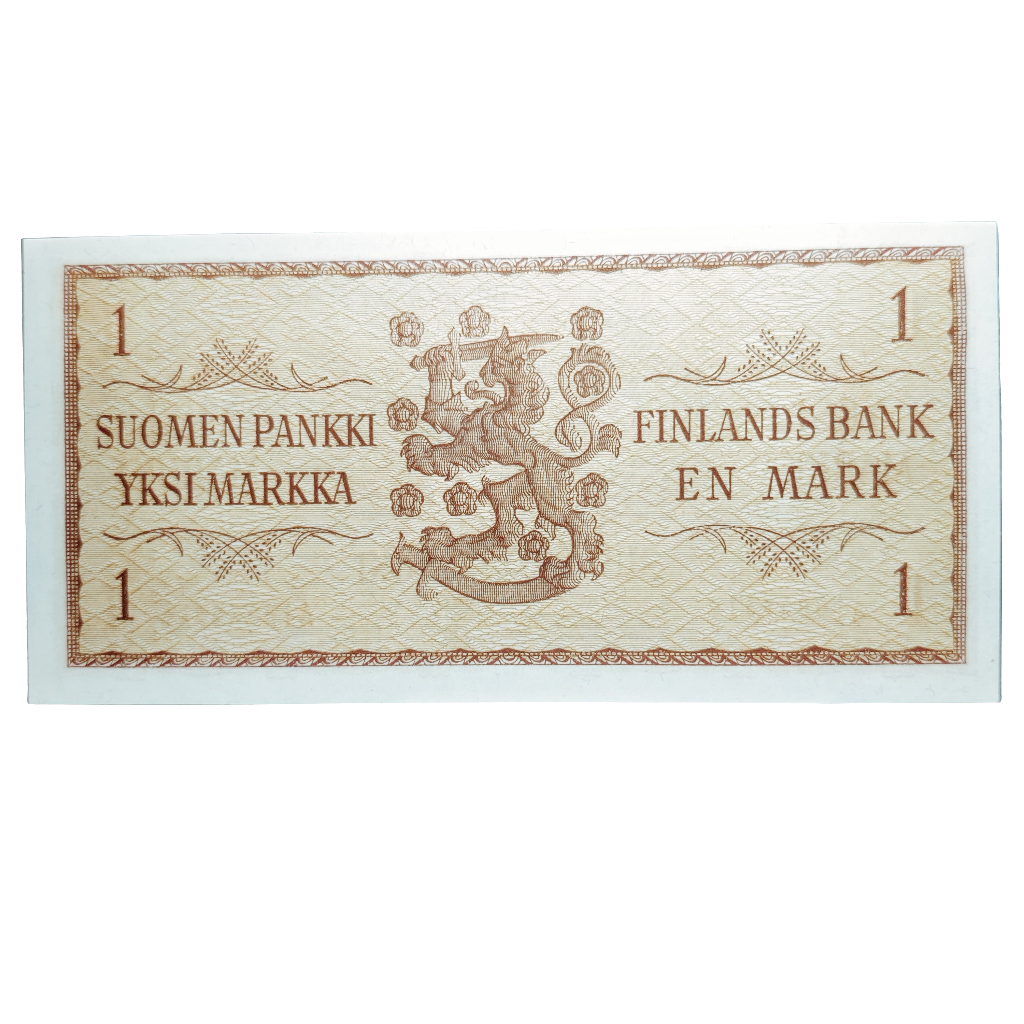 1
1
SUOMEN PANKKI
FINLANDS BANK
YKSI MARKKA
EN MARK
1
1